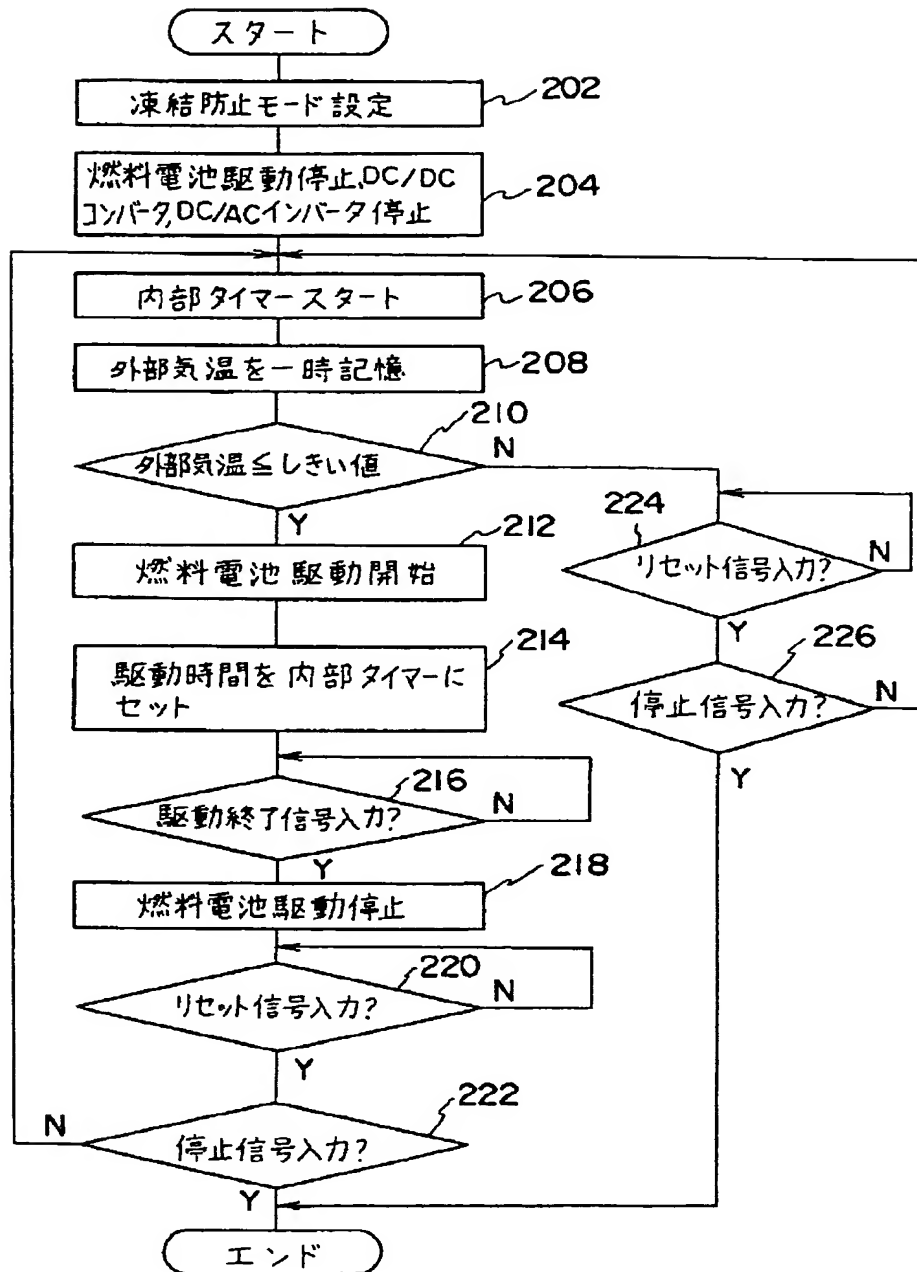 スタート
凍結防止モード設定
202
燃料電池駆動停止,DC/DC
コンバータ,DC/ACインバータ停止
204
内部タイマースタート
206
外部気温を一時記憶
208
210
外部気温≦しきい値
N
Y
212
燃料電池駆動開始
224
リセット信号入力?
N
Y
214
駆動時間を内部タイマーに
セット
226
停止信号入力?
N
Y
216
駆動終了信号入力?
N
Y
218
燃料電池駆動停止
220
リセット信号入力?
N
Y
222
停止信号入力?
N
Y
エンド